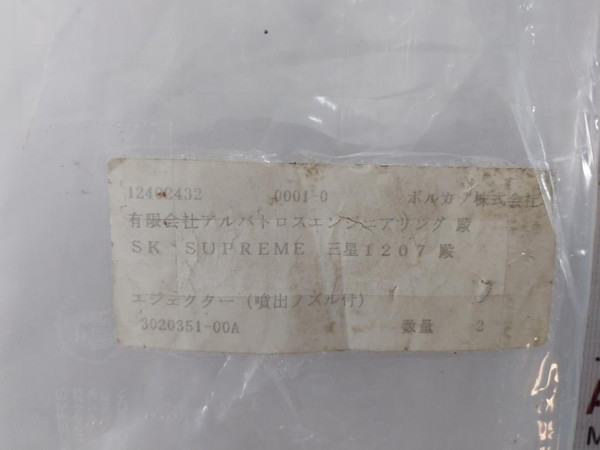 12402432 0001-0 ボルカノ株式会社
有限会社アルバトロスエンジニアリング 殿
SK SUPREME 三星1207 殿
エジェクター(噴出ノズル付)
3020351-00A 数量 2